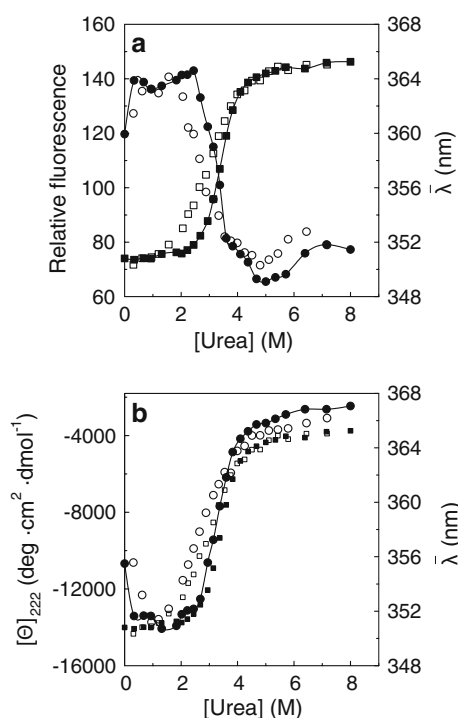 a
160
140
120
100
80
60
Relative fluorescence
368
364
360
356
352
348
λ̄ (nm)
0 2 4 6 8
[Urea] (M)
b
-4000
-8000
-12000
-16000
[Θ]222 (deg ·cm2 ·dmol-1)
368
364
360
356
352
348
λ̄ (nm)
0 2 4 6 8
[Urea] (M)